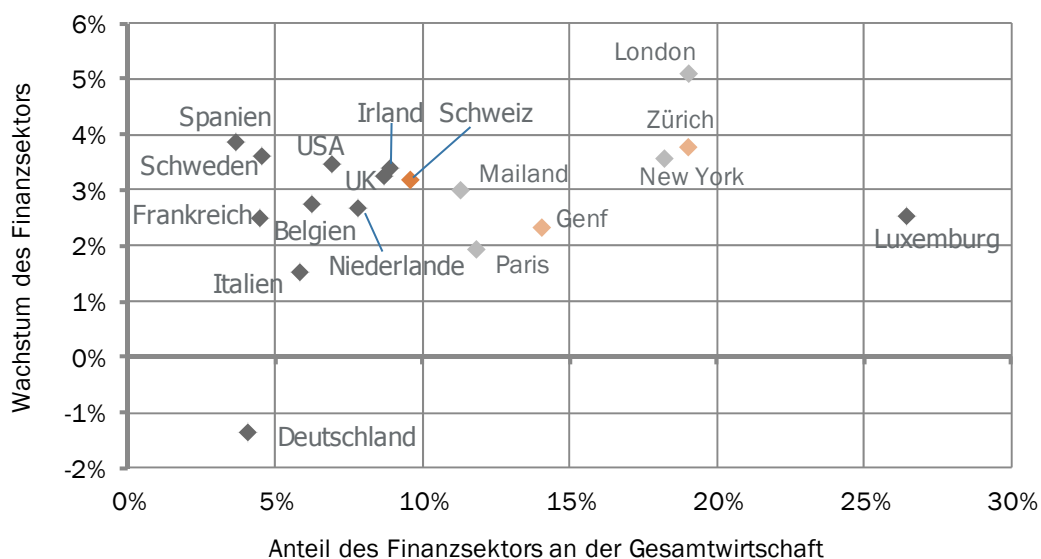 6%
5%
4%
3%
2%
1%
0%
-1%
-2%
Wachstum des Finanzsektors
London
Spanien
Irland
Schweiz
Zürich
USA
Schweden
UK
Mailand
New York
Frankreich
Belgien
Genf
Luxemburg
Niederlande
Paris
Italien
Deutschland
0%
5%
10%
15%
20%
25%
30%
Anteil des Finanzsektors an der Gesamtwirtschaft